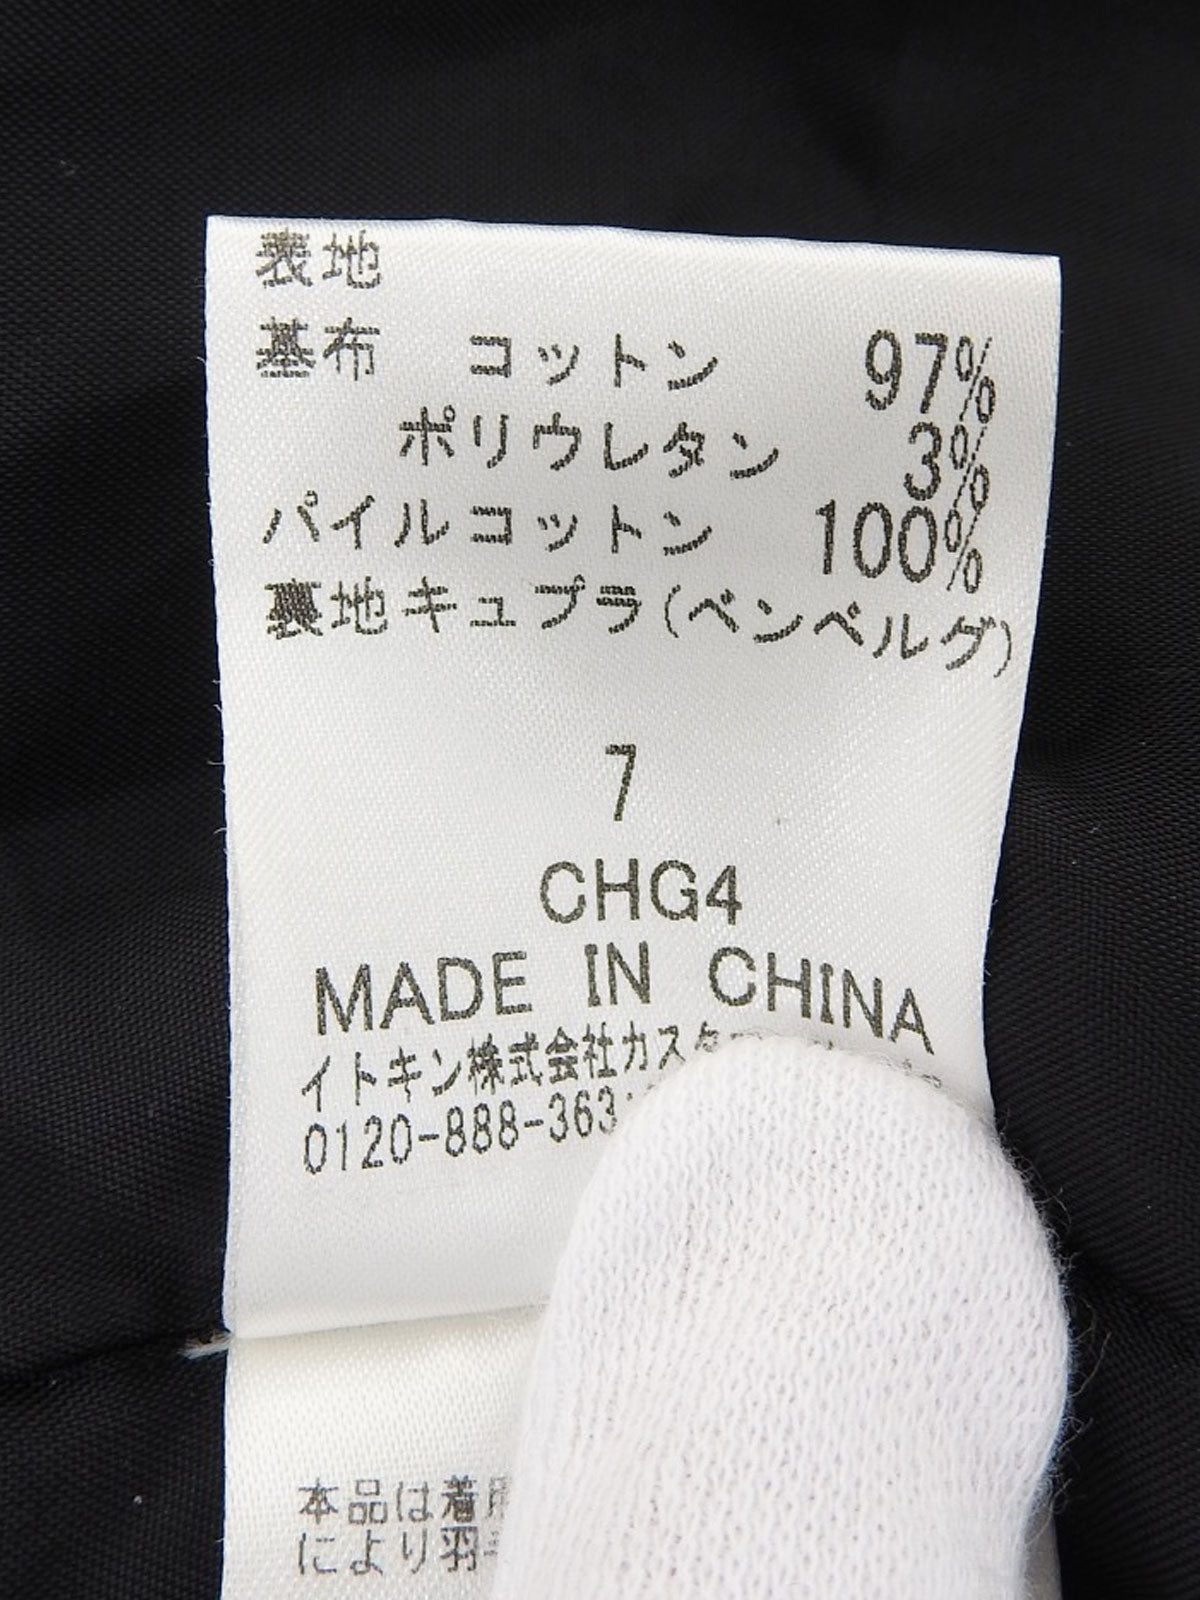 表地
基布 コットン 97%
ポリウレタン 3%
パイルコットン 100%
裏地キュプラ(ベンベルグ)
7
CHG4
MADE IN CHINA
イトキン株式会社カスタ
0120-888-363
本品は着用
により羽